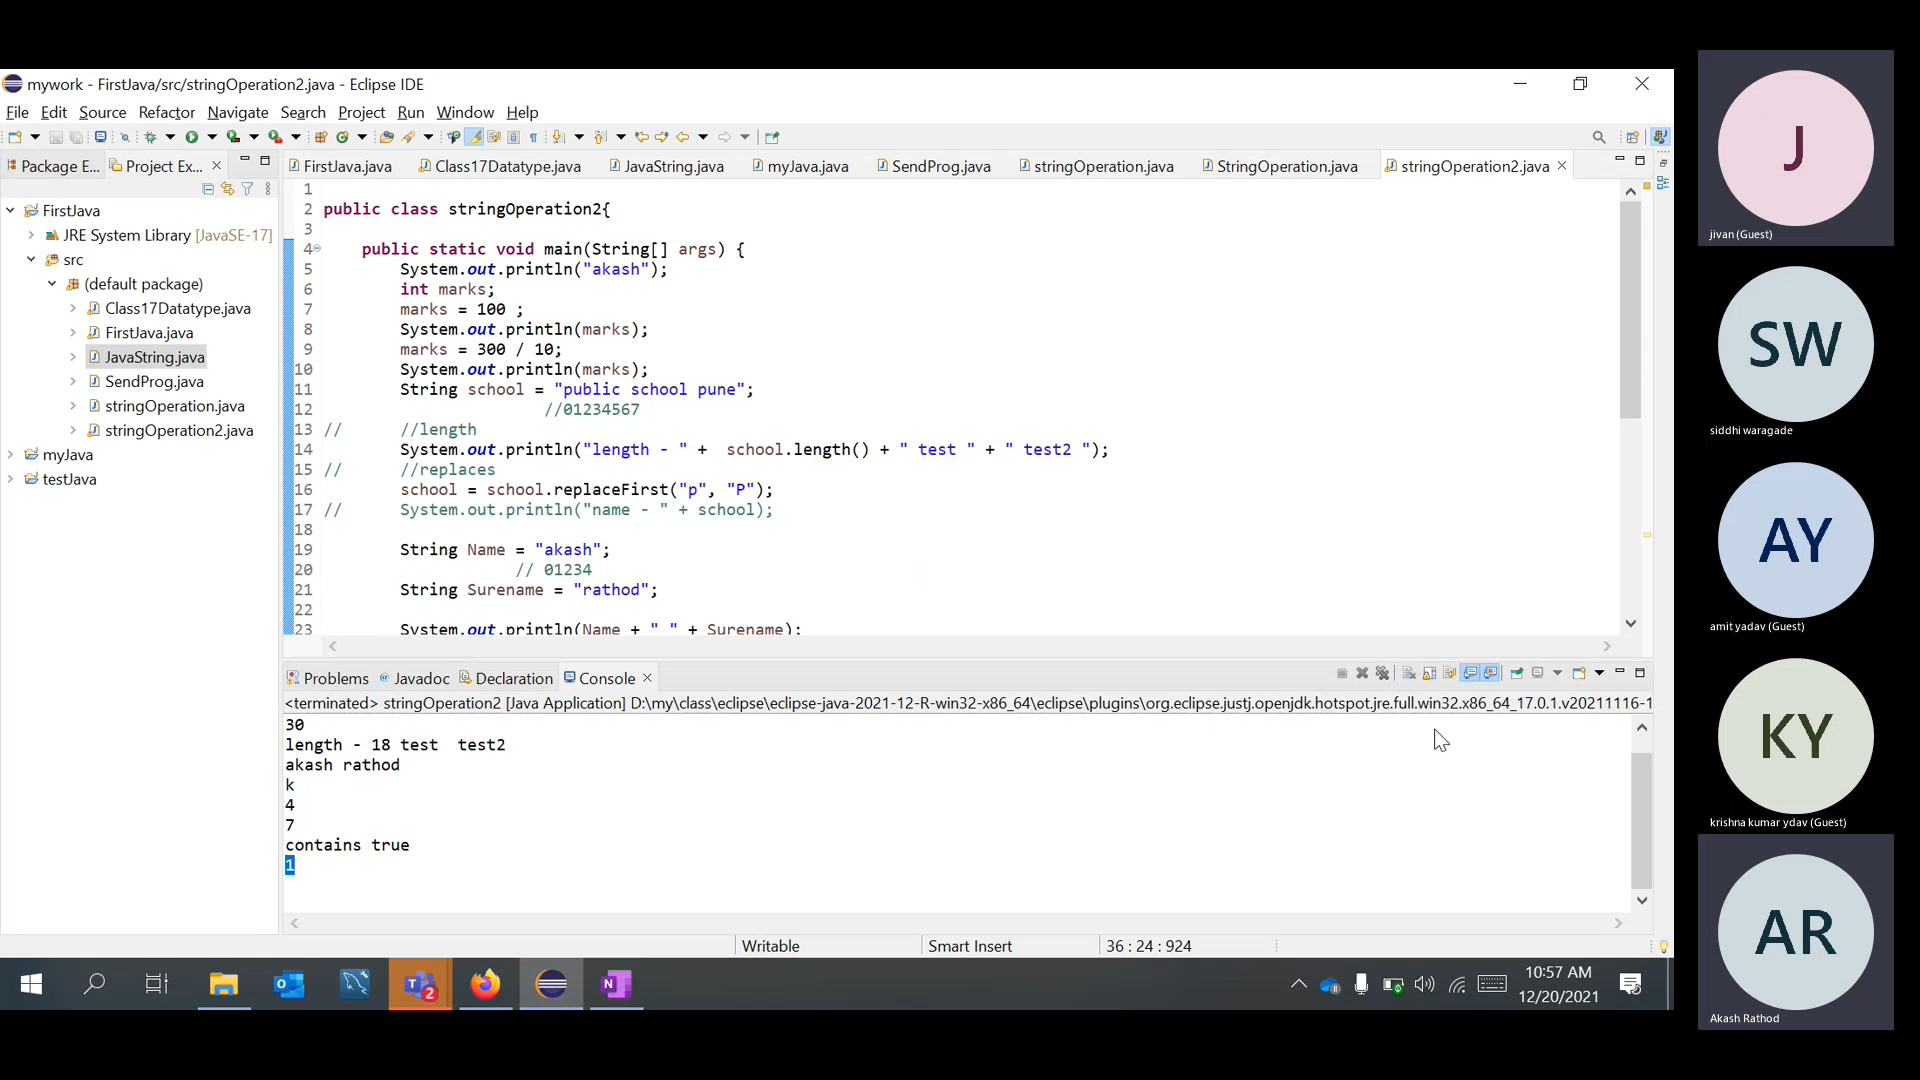 mywork - FirstJava/src/stringOperation2.java - Eclipse IDE
File Edit Source Refactor Navigate Search Project Run Window Help
Package E... Project Ex...
FirstJava.java Class17Datatype.java JavaString.java myJava.java SendProg.java stringOperation.java StringOperation.java stringOperation2.java
FirstJava
JRE System Library [JavaSE-17]
src
(default package)
Class17Datatype.java
FirstJava.java
JavaString.java
SendProg.java
stringOperation.java
stringOperation2.java
myJava
testJava
1
2 public class stringOperation2{
3
4 public static void main(String[] args) {
5 System.out.println("akash");
6 int marks;
7 marks = 100 ;
8 System.out.println(marks);
9 marks = 300 / 10;
10 System.out.println(marks);
11 String school = "public school pune";
12 //01234567
13 // //length
14 System.out.println("length - " +  school.length() + " test " + " test2 ");
15 // //replaces
16 school = school.replaceFirst("p", "P");
17 // System.out.println("name - " + school);
18
19 String Name = "akash";
20 // 01234
21 String Surename = "rathod";
22
23 System.out.println(Name + " " + Surename);
Problems Javadoc Declaration Console
<terminated> stringOperation2 [Java Application] D:\my\class\eclipse\eclipse-java-2021-12-R-win32-x86_64\eclipse\plugins\org.eclipse.justj.openjdk.hotspot.jre.full.win32.x86_64_17.0.1.v20211116-1
30
length - 18 test  test2
akash rathod
k
4
7
contains true
1
Writable Smart Insert 36 : 24 : 924
2
10:57 AM
12/20/2021
J
jivan (Guest)
SW
siddhi waragade
AY
amit yadav (Guest)
KY
krishna kumar ydav (Guest)
AR
Akash Rathod